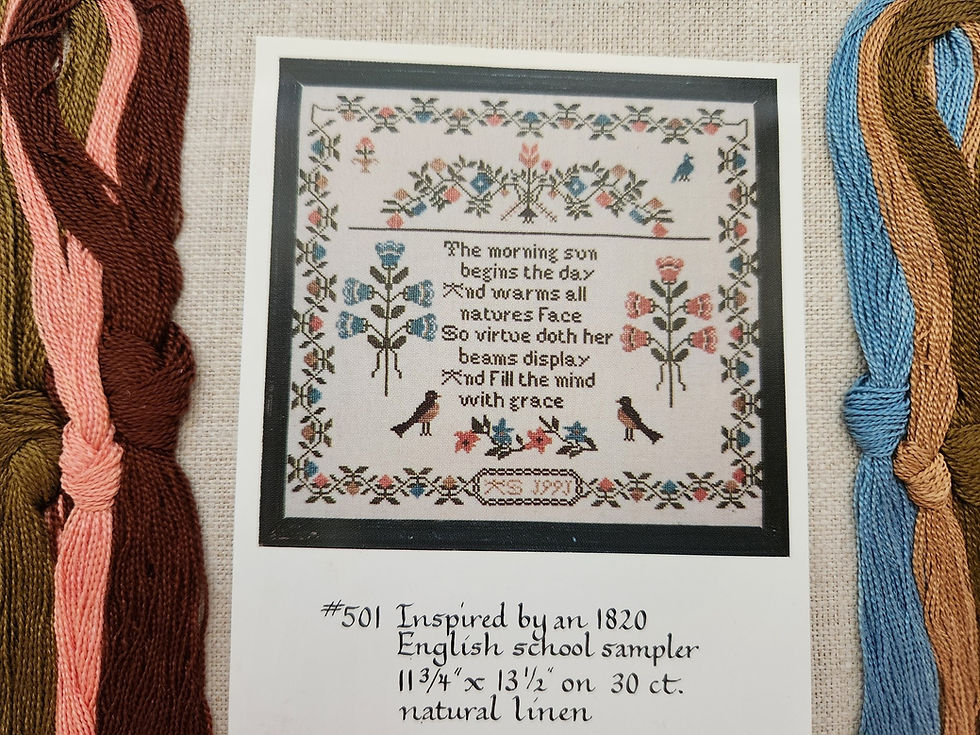 The morning sun
begins the day
And warms all
natures Face
So virtue doth her
beams display
And Fill the mind
with grace
AS 1991
#501 Inspired by an 1820
English school sampler
11 3/4" x 13 1/2" on 30 ct.
natural linen